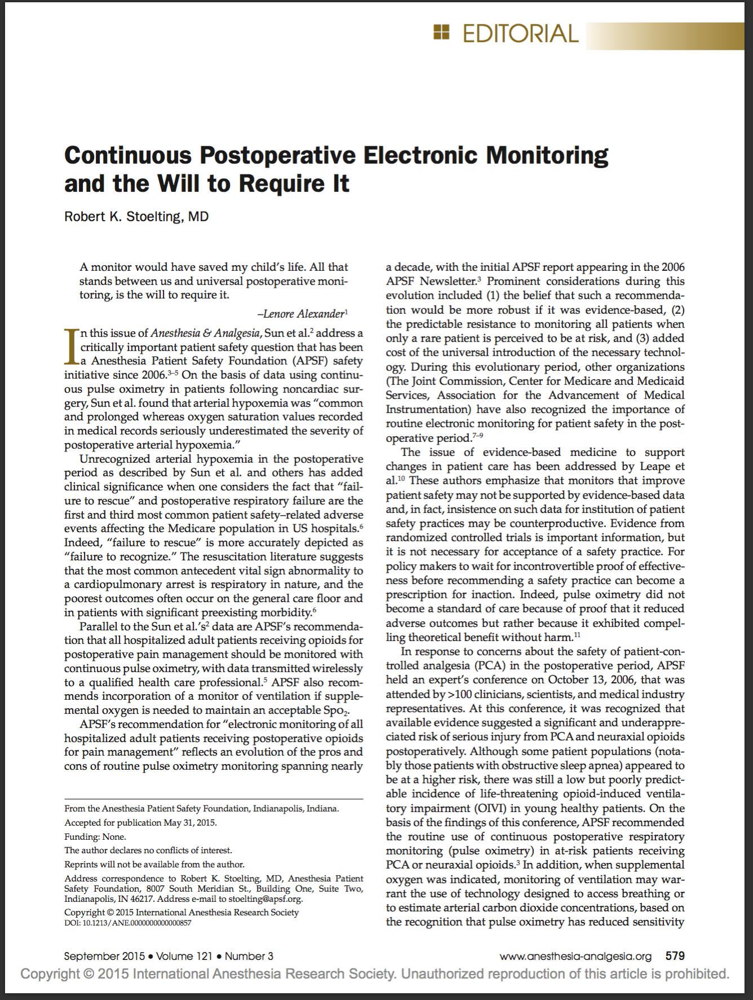 EDITORIAL
Continuous Postoperative Electronic Monitoring
and the Will to Require It
Robert K. Stoelting, MD
A monitor would have saved my child's life. All that
stands between us and universal postoperative moni-
toring, is the will to require it.
–Lenore Alexander¹
In this issue of Anesthesia & Analgesia, Sun et al.² address a
critically important patient safety question that has been
a Anesthesia Patient Safety Foundation (APSF) safety
initiative since 2006.³⁻⁵ On the basis of data using continu-
ous pulse oximetry in patients following noncardiac sur-
gery, Sun et al. found that arterial hypoxemia was “common
and prolonged whereas oxygen saturation values recorded
in medical records seriously underestimated the severity of
postoperative arterial hypoxemia.”
Unrecognized arterial hypoxemia in the postoperative
period as described by Sun et al. and others has added
clinical significance when one considers the fact that “fail-
ure to rescue” and postoperative respiratory failure are the
first and third most common patient safety–related adverse
events affecting the Medicare population in US hospitals.⁶
Indeed, “failure to rescue” is more accurately depicted as
“failure to recognize.” The resuscitation literature suggests
that the most common antecedent vital sign abnormality to
a cardiopulmonary arrest is respiratory in nature, and the
poorest outcomes often occur on the general care floor and
in patients with significant preexisting morbidity.⁶
Parallel to the Sun et al.'s² data are APSF's recommenda-
tion that all hospitalized adult patients receiving opioids for
postoperative pain management should be monitored with
continuous pulse oximetry, with data transmitted wirelessly
to a qualified health care professional.⁵ APSF also recom-
mends incorporation of a monitor of ventilation if supple-
mental oxygen is needed to maintain an acceptable Spo₂.
APSF's recommendation for “electronic monitoring of all
hospitalized adult patients receiving postoperative opioids
for pain management” reflects an evolution of the pros and
cons of routine pulse oximetry monitoring spanning nearly
From the Anesthesia Patient Safety Foundation, Indianapolis, Indiana.
Accepted for publication May 31, 2015.
Funding: None.
The author declares no conflicts of interest.
Reprints will not be available from the author.
Address correspondence to Robert K. Stoelting, MD, Anesthesia Patient
Safety Foundation, 8007 South Meridian St., Building One, Suite Two,
Indianapolis, IN 46217. Address e-mail to stoelting@apsf.org.
Copyright © 2015 International Anesthesia Research Society
DOI: 10.1213/ANE.0000000000000857
a decade, with the initial APSF report appearing in the 2006
APSF Newsletter.³ Prominent considerations during this
evolution included (1) the belief that such a recommenda-
tion would be more robust if it was evidence-based, (2)
the predictable resistance to monitoring all patients when
only a rare patient is perceived to be at risk, and (3) added
cost of the universal introduction of the necessary technol-
ogy. During this evolutionary period, other organizations
(The Joint Commission, Center for Medicare and Medicaid
Services, Association for the Advancement of Medical
Instrumentation) have also recognized the importance of
routine electronic monitoring for patient safety in the post-
operative period.⁷⁻⁹
The issue of evidence-based medicine to support
changes in patient care has been addressed by Leape et
al.¹⁰ These authors emphasize that monitors that improve
patient safety may not be supported by evidence-based data
and, in fact, insistence on such data for institution of patient
safety practices may be counterproductive. Evidence from
randomized controlled trials is important information, but
it is not necessary for acceptance of a safety practice. For
policy makers to wait for incontrovertible proof of effective-
ness before recommending a safety practice can become a
prescription for inaction. Indeed, pulse oximetry did not
become a standard of care because of proof that it reduced
adverse outcomes but rather because it exhibited compel-
ling theoretical benefit without harm.¹¹
In response to concerns about the safety of patient-con-
trolled analgesia (PCA) in the postoperative period, APSF
held an expert's conference on October 13, 2006, that was
attended by >100 clinicians, scientists, and medical industry
representatives. At this conference, it was recognized that
available evidence suggested a significant and underappre-
ciated risk of serious injury from PCA and neuraxial opioids
postoperatively. Although some patient populations (nota-
bly those patients with obstructive sleep apnea) appeared to
be at a higher risk, there was still a low but poorly predict-
able incidence of life-threatening opioid-induced ventila-
tory impairment (OIVI) in young healthy patients. On the
basis of the findings of this conference, APSF recommended
the routine use of continuous postoperative respiratory
monitoring (pulse oximetry) in at-risk patients receiving
PCA or neuraxial opioids.³ In addition, when supplemental
oxygen was indicated, monitoring of ventilation may war-
rant the use of technology designed to access breathing or
to estimate arterial carbon dioxide concentrations, based on
the recognition that pulse oximetry has reduced sensitivity
September 2015 • Volume 121 • Number 3
www.anesthesia-analgesia.org 579
Copyright © 2015 International Anesthesia Research Society. Unauthorized reproduction of this article is prohibited.